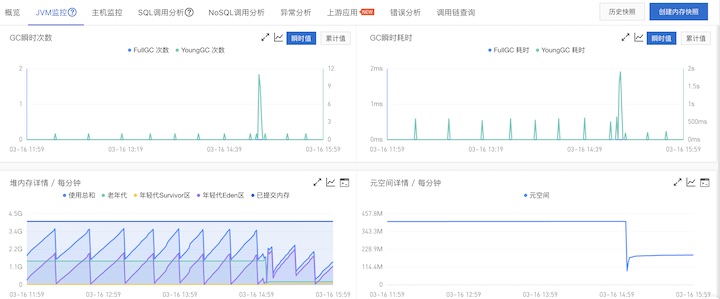 概览 JVM监控 主机监控 SQL调用分析 NoSQL调用分析 异常分析 上游应用 NEW 错误分析 调用链查询 历史快照 创建内存快照
GC瞬时次数 瞬时值 累计值
FullGC 次数 YoungGC 次数
2 12
9
1 6
3
0 0
03-16 11:59 03-16 13:19 03-16 14:39 03-16 15:59
GC瞬时耗时 瞬时值 累计值
FullGC 耗时 YoungGC 耗时
2ms 2s
1.5s
1ms 1s
500ms
0ms 0ms
03-16 11:59 03-16 13:19 03-16 14:39 03-16 15:59
堆内存详情 / 每分钟
使用总和 老年代 年轻代Survivor区 年轻代Eden区 已提交内存
4.5G
3.4G
2.2G
1.1G
0
03-16 11:59 03-16 12:59 03-16 13:59 03-16 14:59 03-16 15:59
元空间详情 / 每分钟
元空间
457.8M
343.3M
228.9M
114.4M
0
03-16 11:59 03-16 12:59 03-16 13:59 03-16 14:59 03-16 15:59